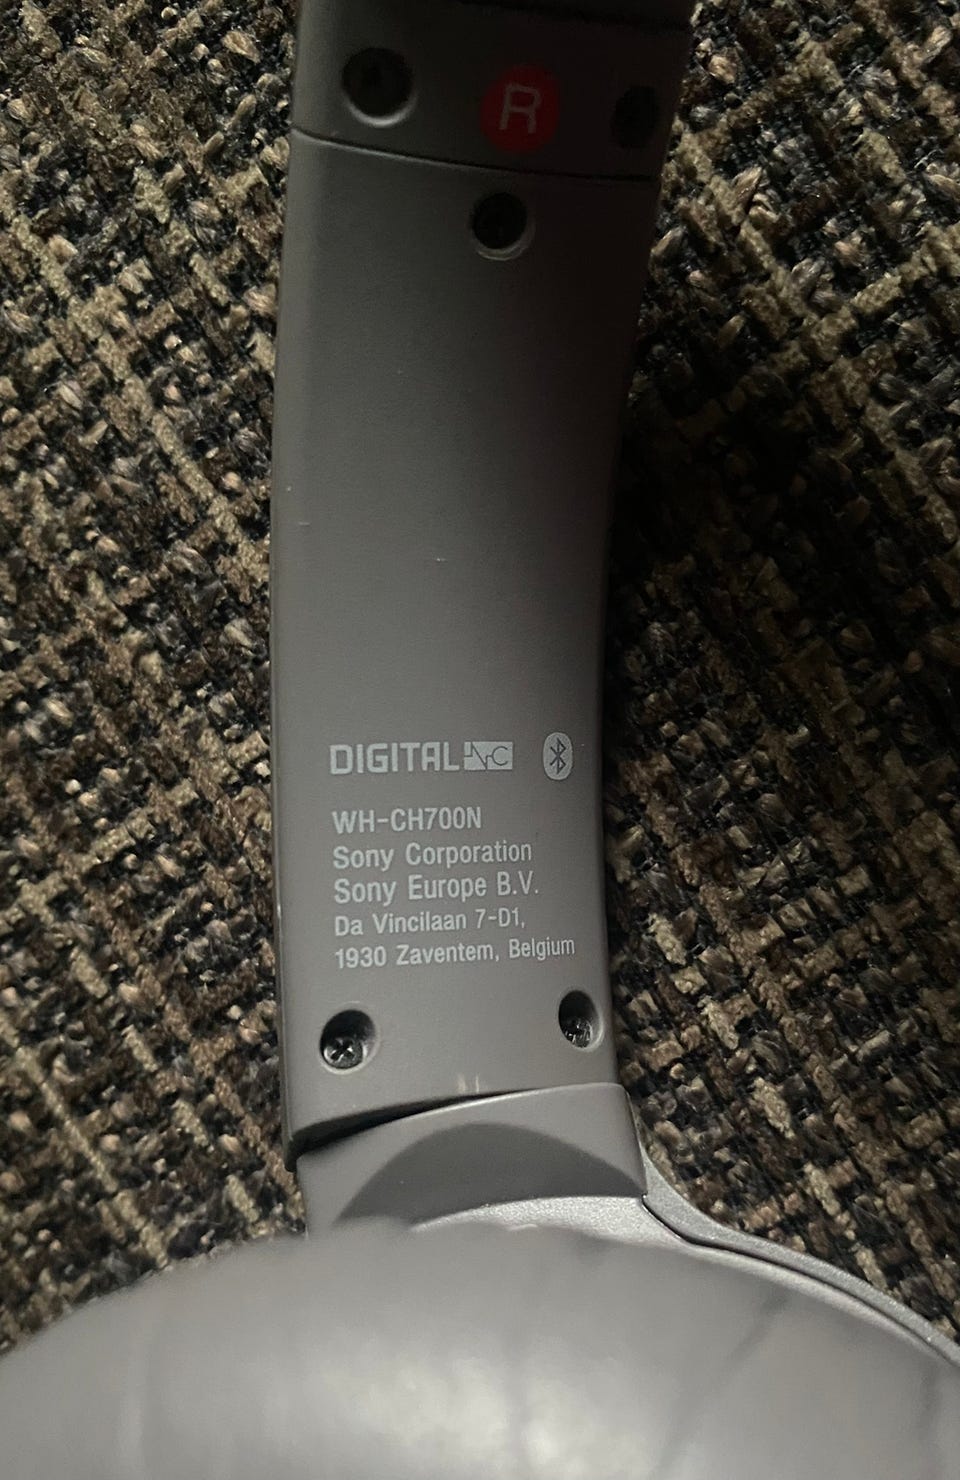 R
DIGITAL NC
WH-CH700N
Sony Corporation
Sony Europe B.V.
Da Vincilaan 7-D1,
1930 Zaventem, Belgium